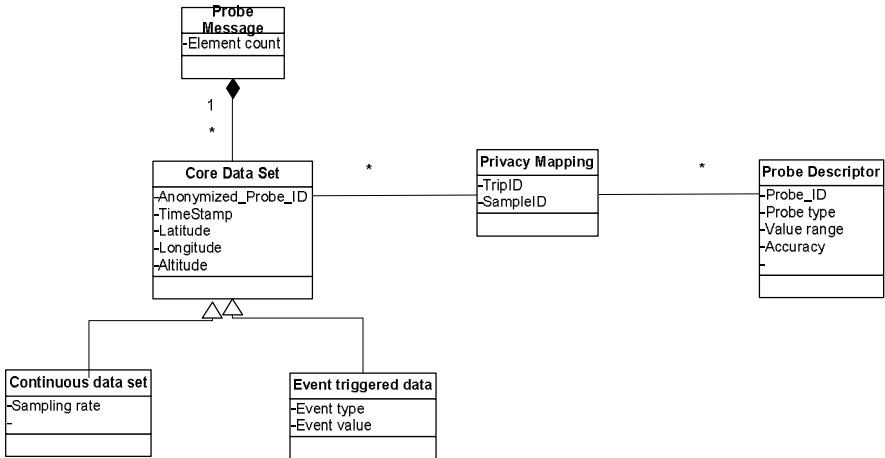 Probe
Message
-Element count
1
*
Core Data Set
-Anonymized_Probe_ID
-TimeStamp
-Latitude
-Longitude
-Altitude
*
Privacy Mapping
-TripID
-SampleID
*
Probe Descriptor
-Probe_ID
-Probe type
-Value range
-Accuracy
-
Continuous data set
-Sampling rate
-
Event triggered data
-Event type
-Event value